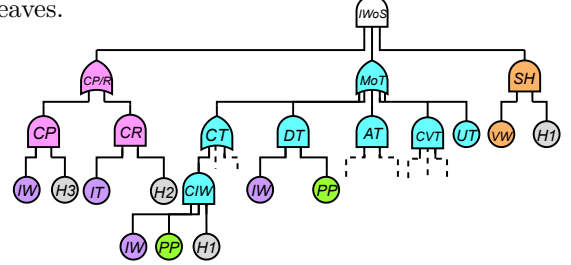 eaves.
IWoS
CP/R MoT SH
CP CR CT DT AT CVT UT VW H1
IW H3 IT H2 CIW IW PP
IW PP H1